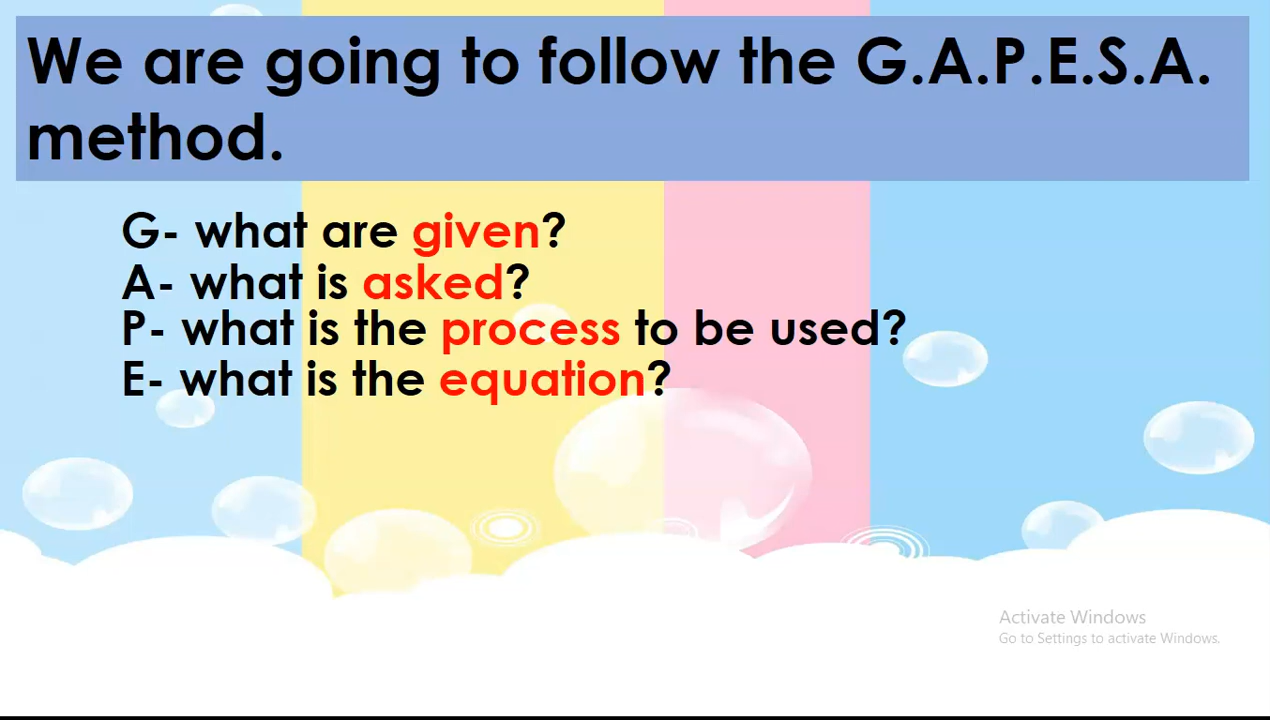 We are going to follow the G.A.P.E.S.A.
method.
G- what are given?
A- what is asked?
P- what is the process to be used?
E- what is the equation?
Activate Windows
Go to Settings to activate Windows.